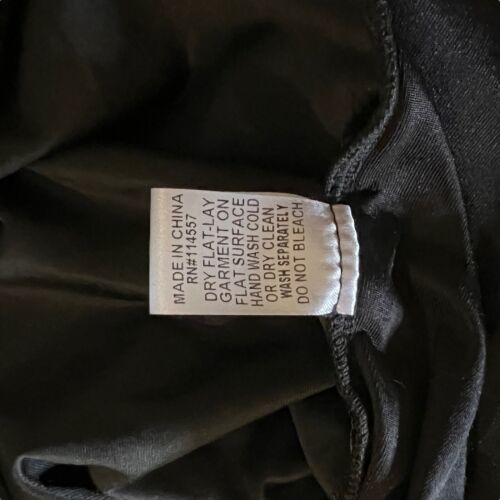 MADE IN CHINA
RN#114557
DRY FLAT-LAY
GARMENT ON
FLAT SURFACE
HAND WASH COLD
OR DRY CLEAN
WASH SEPARATELY
DO NOT BLEACH